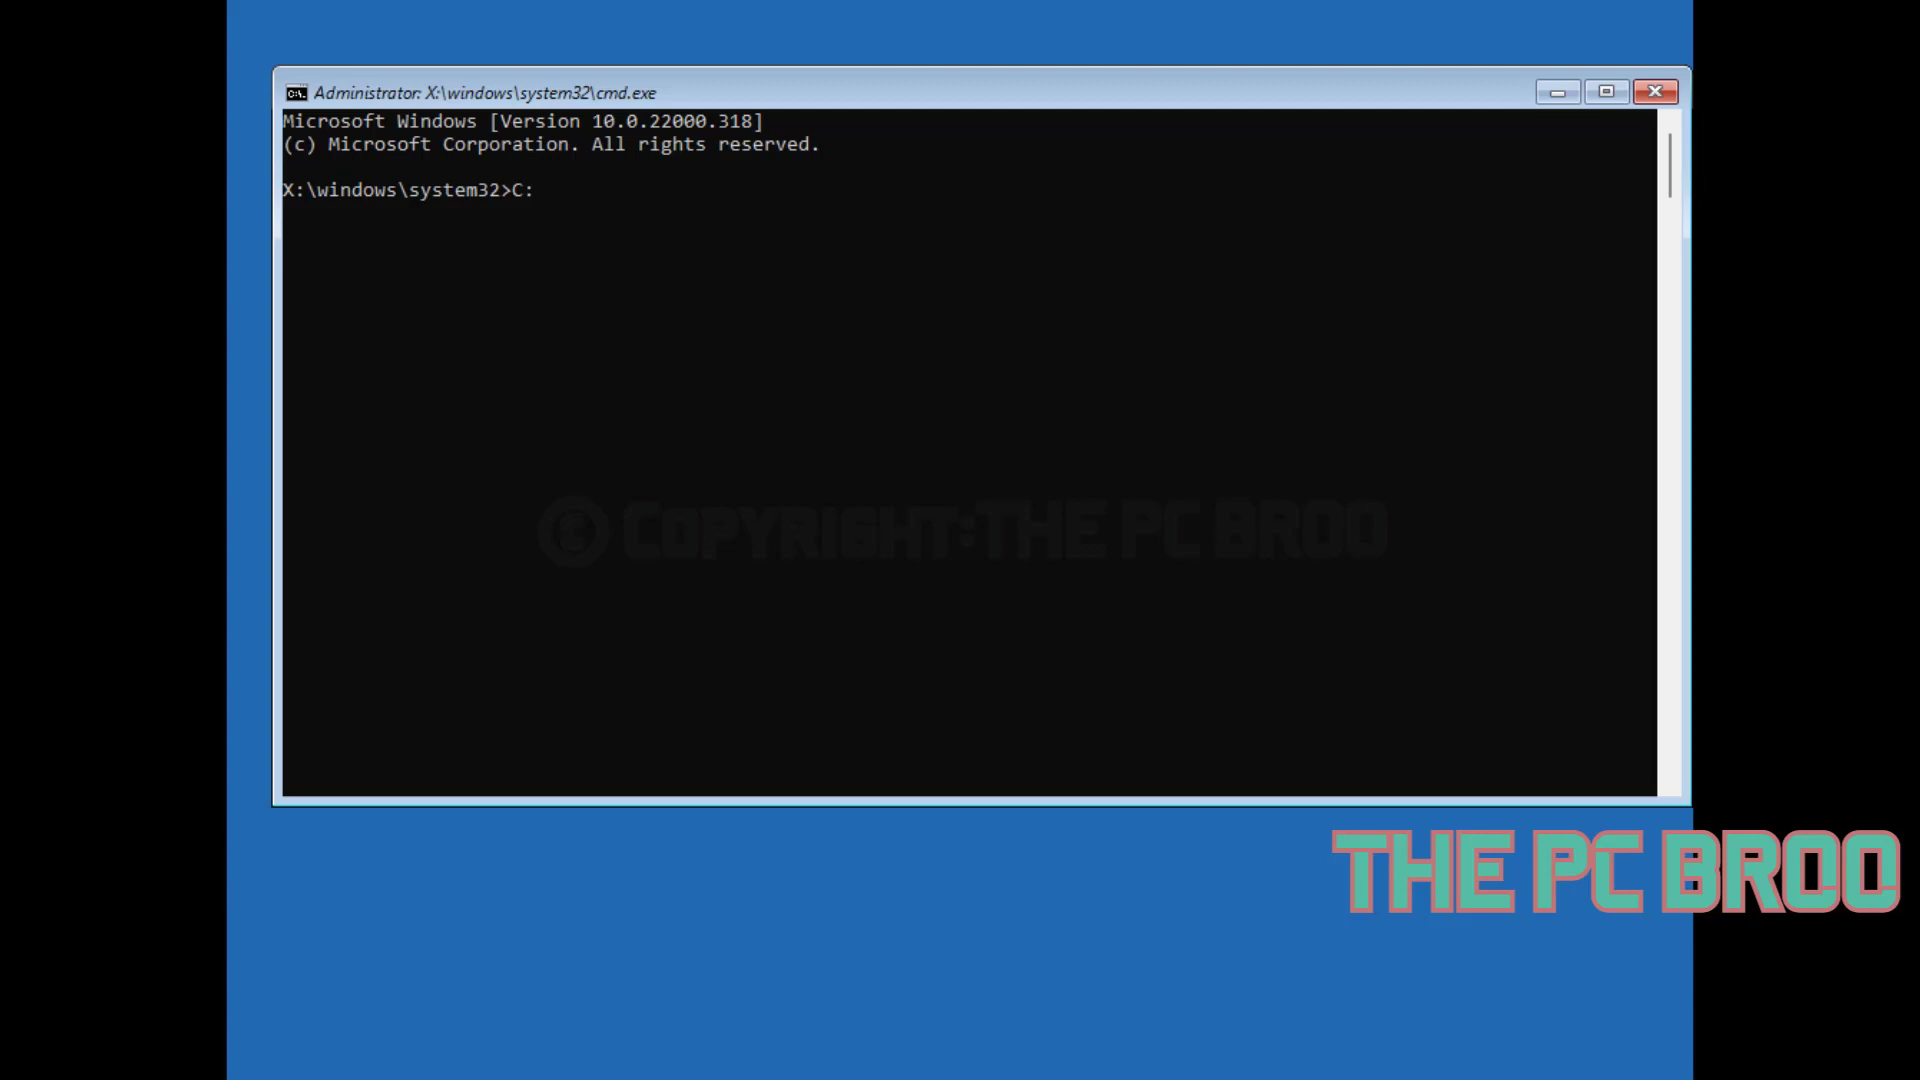 Administrator: X:\windows\system32\cmd.exe
Microsoft Windows [Version 10.0.22000.318]
(c) Microsoft Corporation. All rights reserved.
X:\windows\system32>C:
© Copyright:THE PC BROO
THE PC BROO